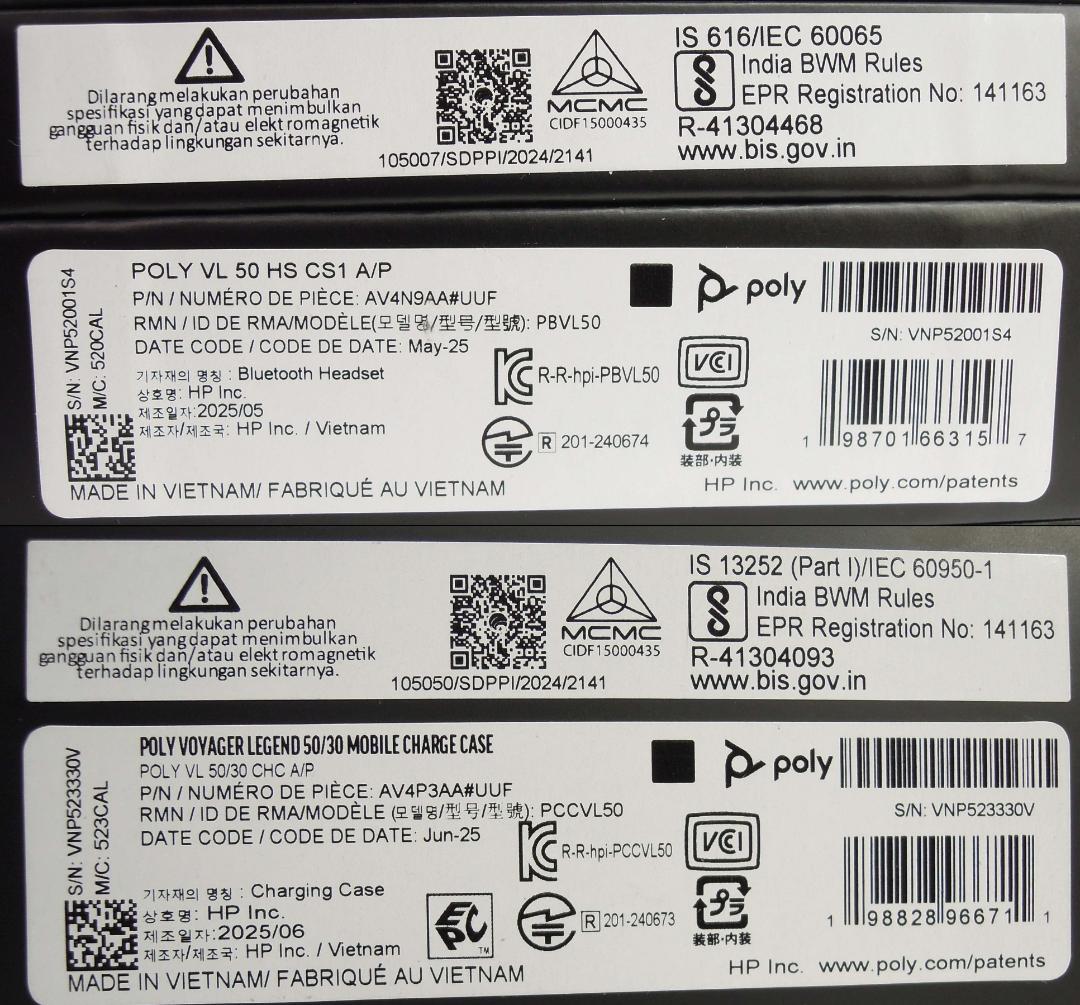 Dilarang melakukan perubahan
spesifikasi yang dapat menimbulkan
gangguan fisik dan/atau elektromagnetik
terhadap lingkungan sekitarnya.
105007/SDPPI/2024/2141
MCMC
CIDF15000435
IS 616/IEC 60065
India BWM Rules
EPR Registration No: 141163
R-41304468
www.bis.gov.in
S/N: VNP52001S4
M/C: 520CAL
POLY VL 50 HS CS1 A/P
P/N / NUMÉRO DE PIÈCE: AV4N9AA#UUF
RMN / ID DE RMA/MODÈLE(모델명/型号/型號): PBVL50
DATE CODE / CODE DE DATE: May-25
기자재의 명칭 : Bluetooth Headset
상호명: HP Inc.
제조일자:2025/05
제조자/제조국: HP Inc. / Vietnam
MADE IN VIETNAM/ FABRIQUÉ AU VIETNAM
R-R-hpi-PBVL50
R 201-240674
VCI
プラ
装部・内装
poly
S/N: VNP52001S4
1 98701 66315 7
HP Inc. www.poly.com/patents
Dilarang melakukan perubahan
spesifikasi yang dapat menimbulkan
gangguan fisik dan/atau elektromagnetik
terhadap lingkungan sekitarnya.
105050/SDPPI/2024/2141
MCMC
CIDF15000435
IS 13252 (Part I)/IEC 60950-1
India BWM Rules
EPR Registration No: 141163
R-41304093
www.bis.gov.in
S/N: VNP523330V
M/C: 523CAL
POLY VOYAGER LEGEND 50/30 MOBILE CHARGE CASE
POLY VL 50/30 CHC A/P
P/N / NUMÉRO DE PIÈCE: AV4P3AA#UUF
RMN / ID DE RMA/MODÈLE (모델명/型号/型號): PCCVL50
DATE CODE / CODE DE DATE: Jun-25
기자재의 명칭 : Charging Case
상호명: HP Inc.
제조일자:2025/06
제조자/제조국: HP Inc. / Vietnam
MADE IN VIETNAM/ FABRIQUÉ AU VIETNAM
EPC TM
R-R-hpi-PCCVL50
R 201-240673
VCI
プラ
装部・内装
poly
S/N: VNP523330V
1 98828 96671 1
HP Inc. www.poly.com/patents